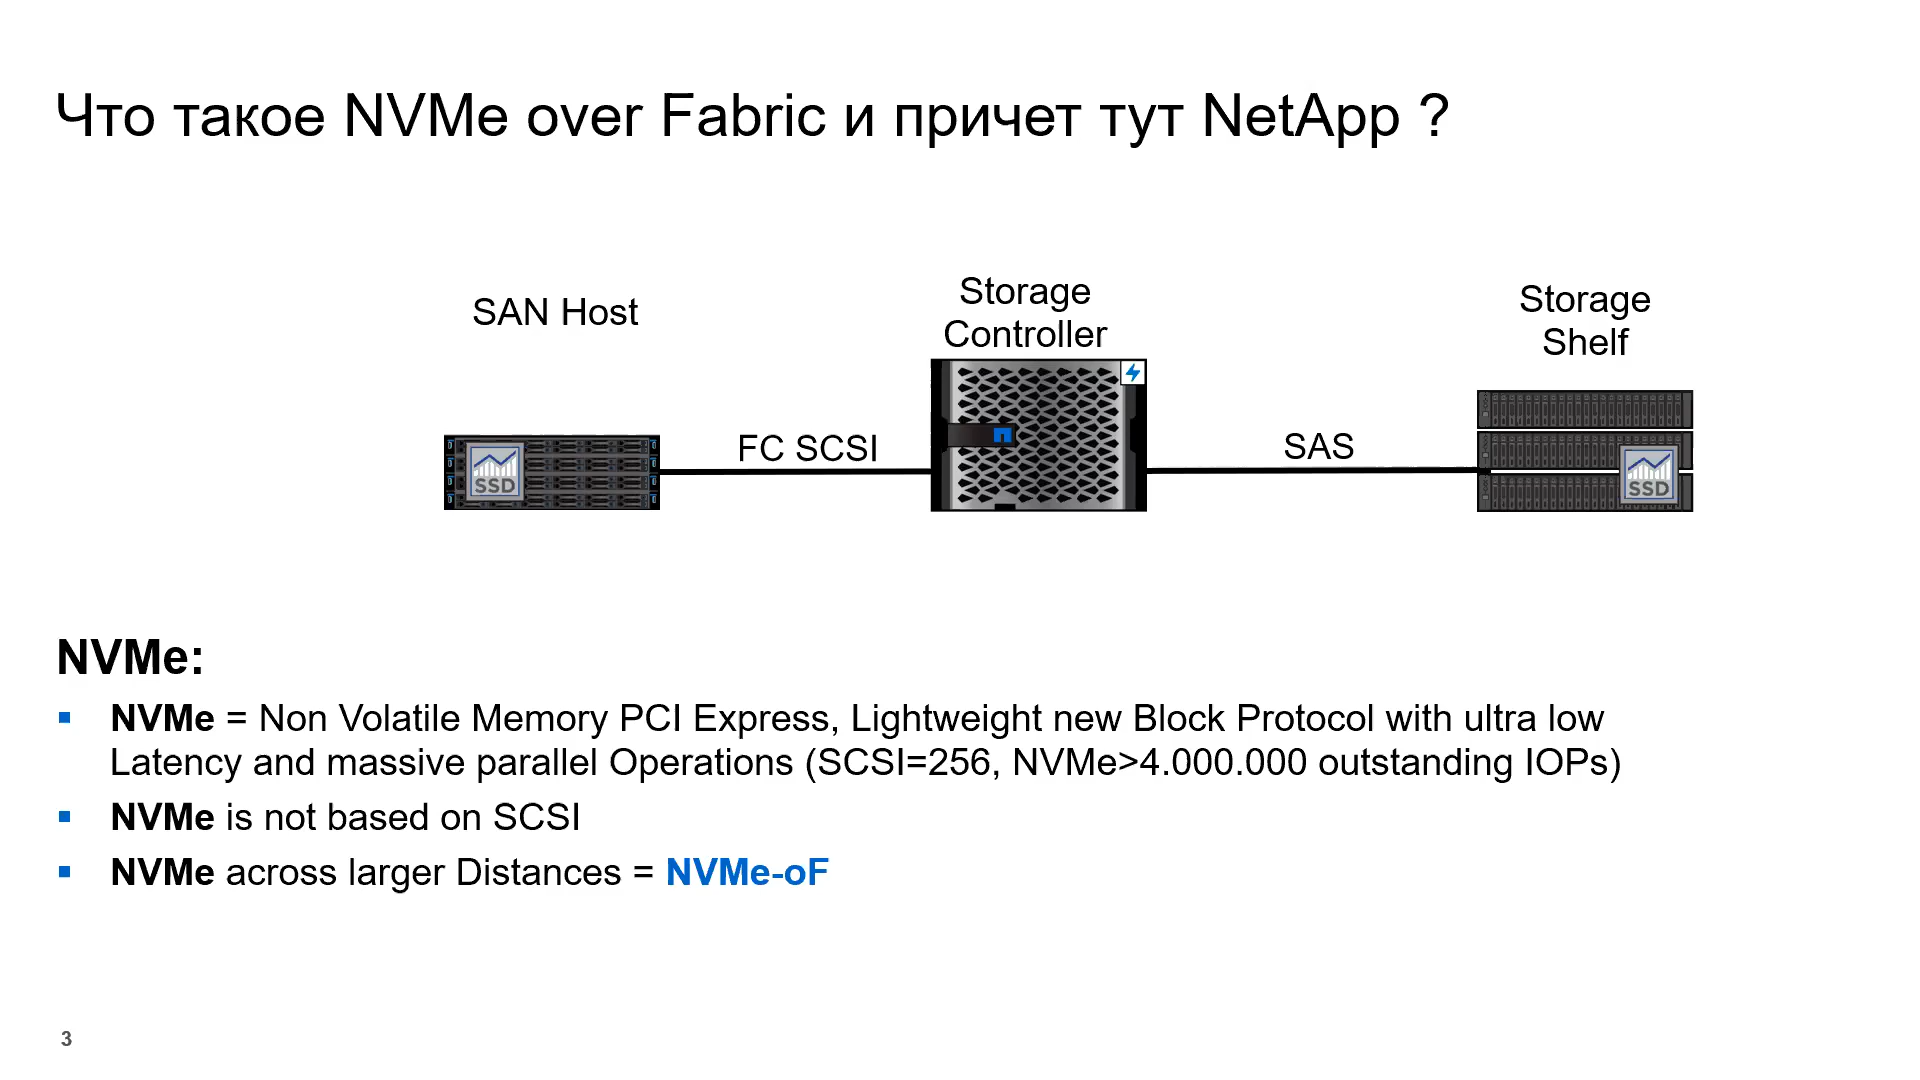 Что такое NVMe over Fabric и причет тут NetApp ?
SAN Host
Storage
Controller
Storage
Shelf
FC SCSI
SAS
SSD
SSD
NVMe:
NVMe = Non Volatile Memory PCI Express, Lightweight new Block Protocol with ultra low
Latency and massive parallel Operations (SCSI=256, NVMe>4.000.000 outstanding IOPs)
NVMe is not based on SCSI
NVMe across larger Distances = NVMe-oF
3